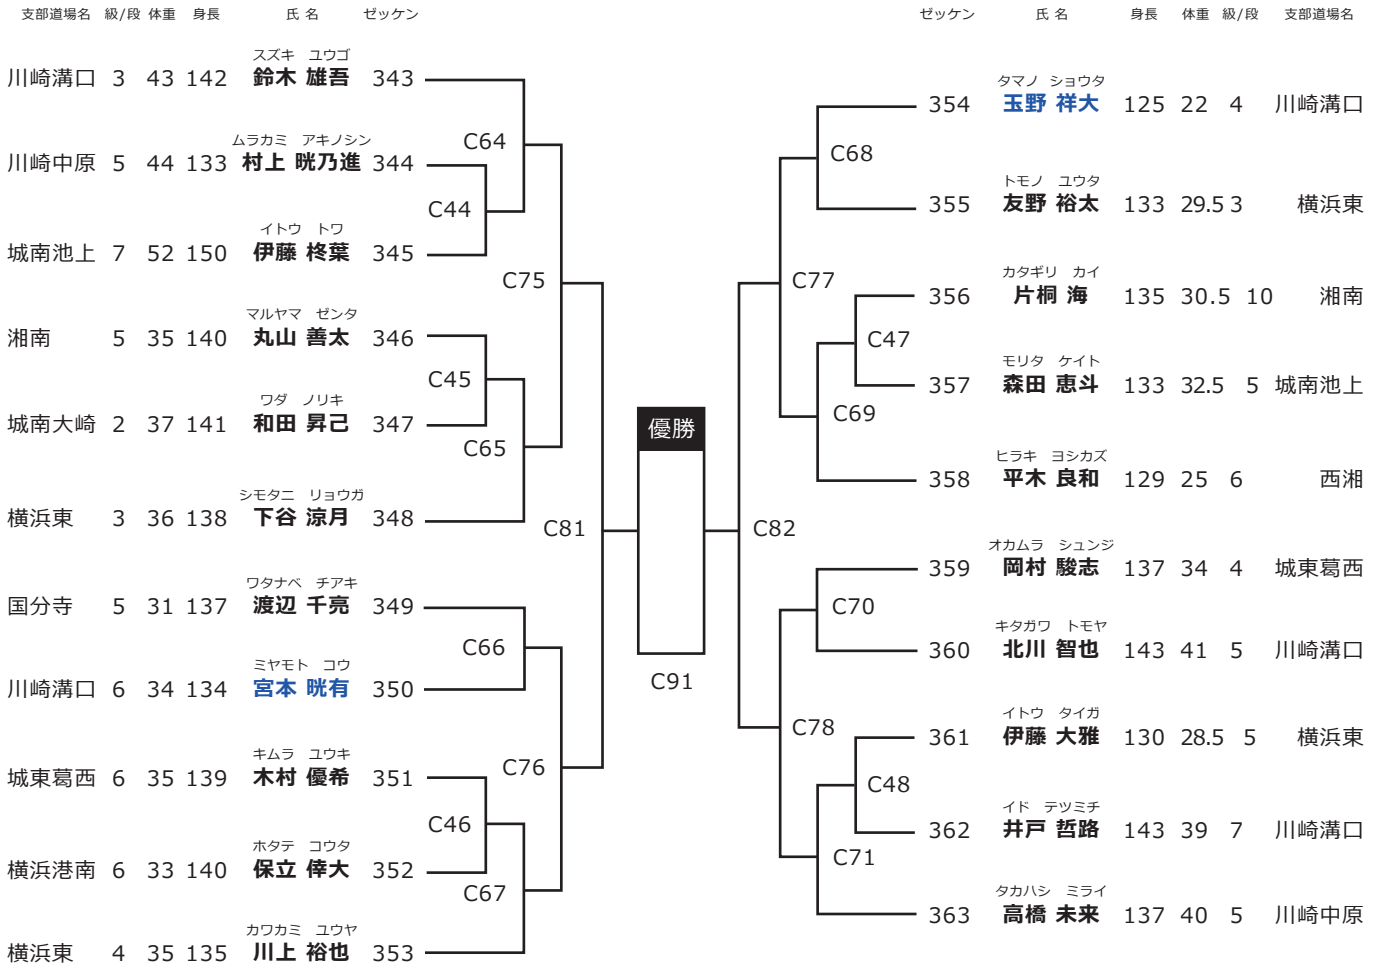 支部道場名 級/段 体重 身長 氏 名 ゼッケン
スズキ ユウゴ
川崎溝口 3 43 142 鈴木 雄吾 343
C64
ムラカミ アキノシン
川崎中原 5 44 133 村上 晄乃進 344
C44
イトウ トワ
城南池上 7 52 150 伊藤 柊葉 345
C75
マルヤマ ゼンタ
湘南 5 35 140 丸山 善太 346
C45
ワダ ノリキ
城南大崎 2 37 141 和田 昇己 347
C65
シモタニ リョウガ
横浜東 3 36 138 下谷 涼月 348
C81
ワタナベ チアキ
国分寺 5 31 137 渡辺 千亮 349
C66
ミヤモト コウ
川崎溝口 6 34 134 宮本 晄有 350
キムラ ユウキ
城東葛西 6 35 139 木村 優希 351
C76
C46
ホタテ コウタ
横浜港南 6 33 140 保立 倖大 352
C67
カワカミ ユウヤ
横浜東 4 35 135 川上 裕也 353
優勝
C91
ゼッケン 氏 名 身長 体重 級/段 支部道場名
タマノ ショウタ
354 玉野 祥大 125 22 4 川崎溝口
C68
トモノ ユウタ
355 友野 裕太 133 29.5 3 横浜東
C77
カタギリ カイ
356 片桐 海 135 30.5 10 湘南
C47
モリタ ケイト
357 森田 恵斗 133 32.5 5 城南池上
C69
ヒラキ ヨシカズ
358 平木 良和 129 25 6 西湘
C82
オカムラ シュンジ
359 岡村 駿志 137 34 4 城東葛西
C70
キタガワ トモヤ
360 北川 智也 143 41 5 川崎溝口
C78
イトウ タイガ
361 伊藤 大雅 130 28.5 5 横浜東
C48
イド テツミチ
362 井戸 哲路 143 39 7 川崎溝口
C71
タカハシ ミライ
363 高橋 未来 137 40 5 川崎中原